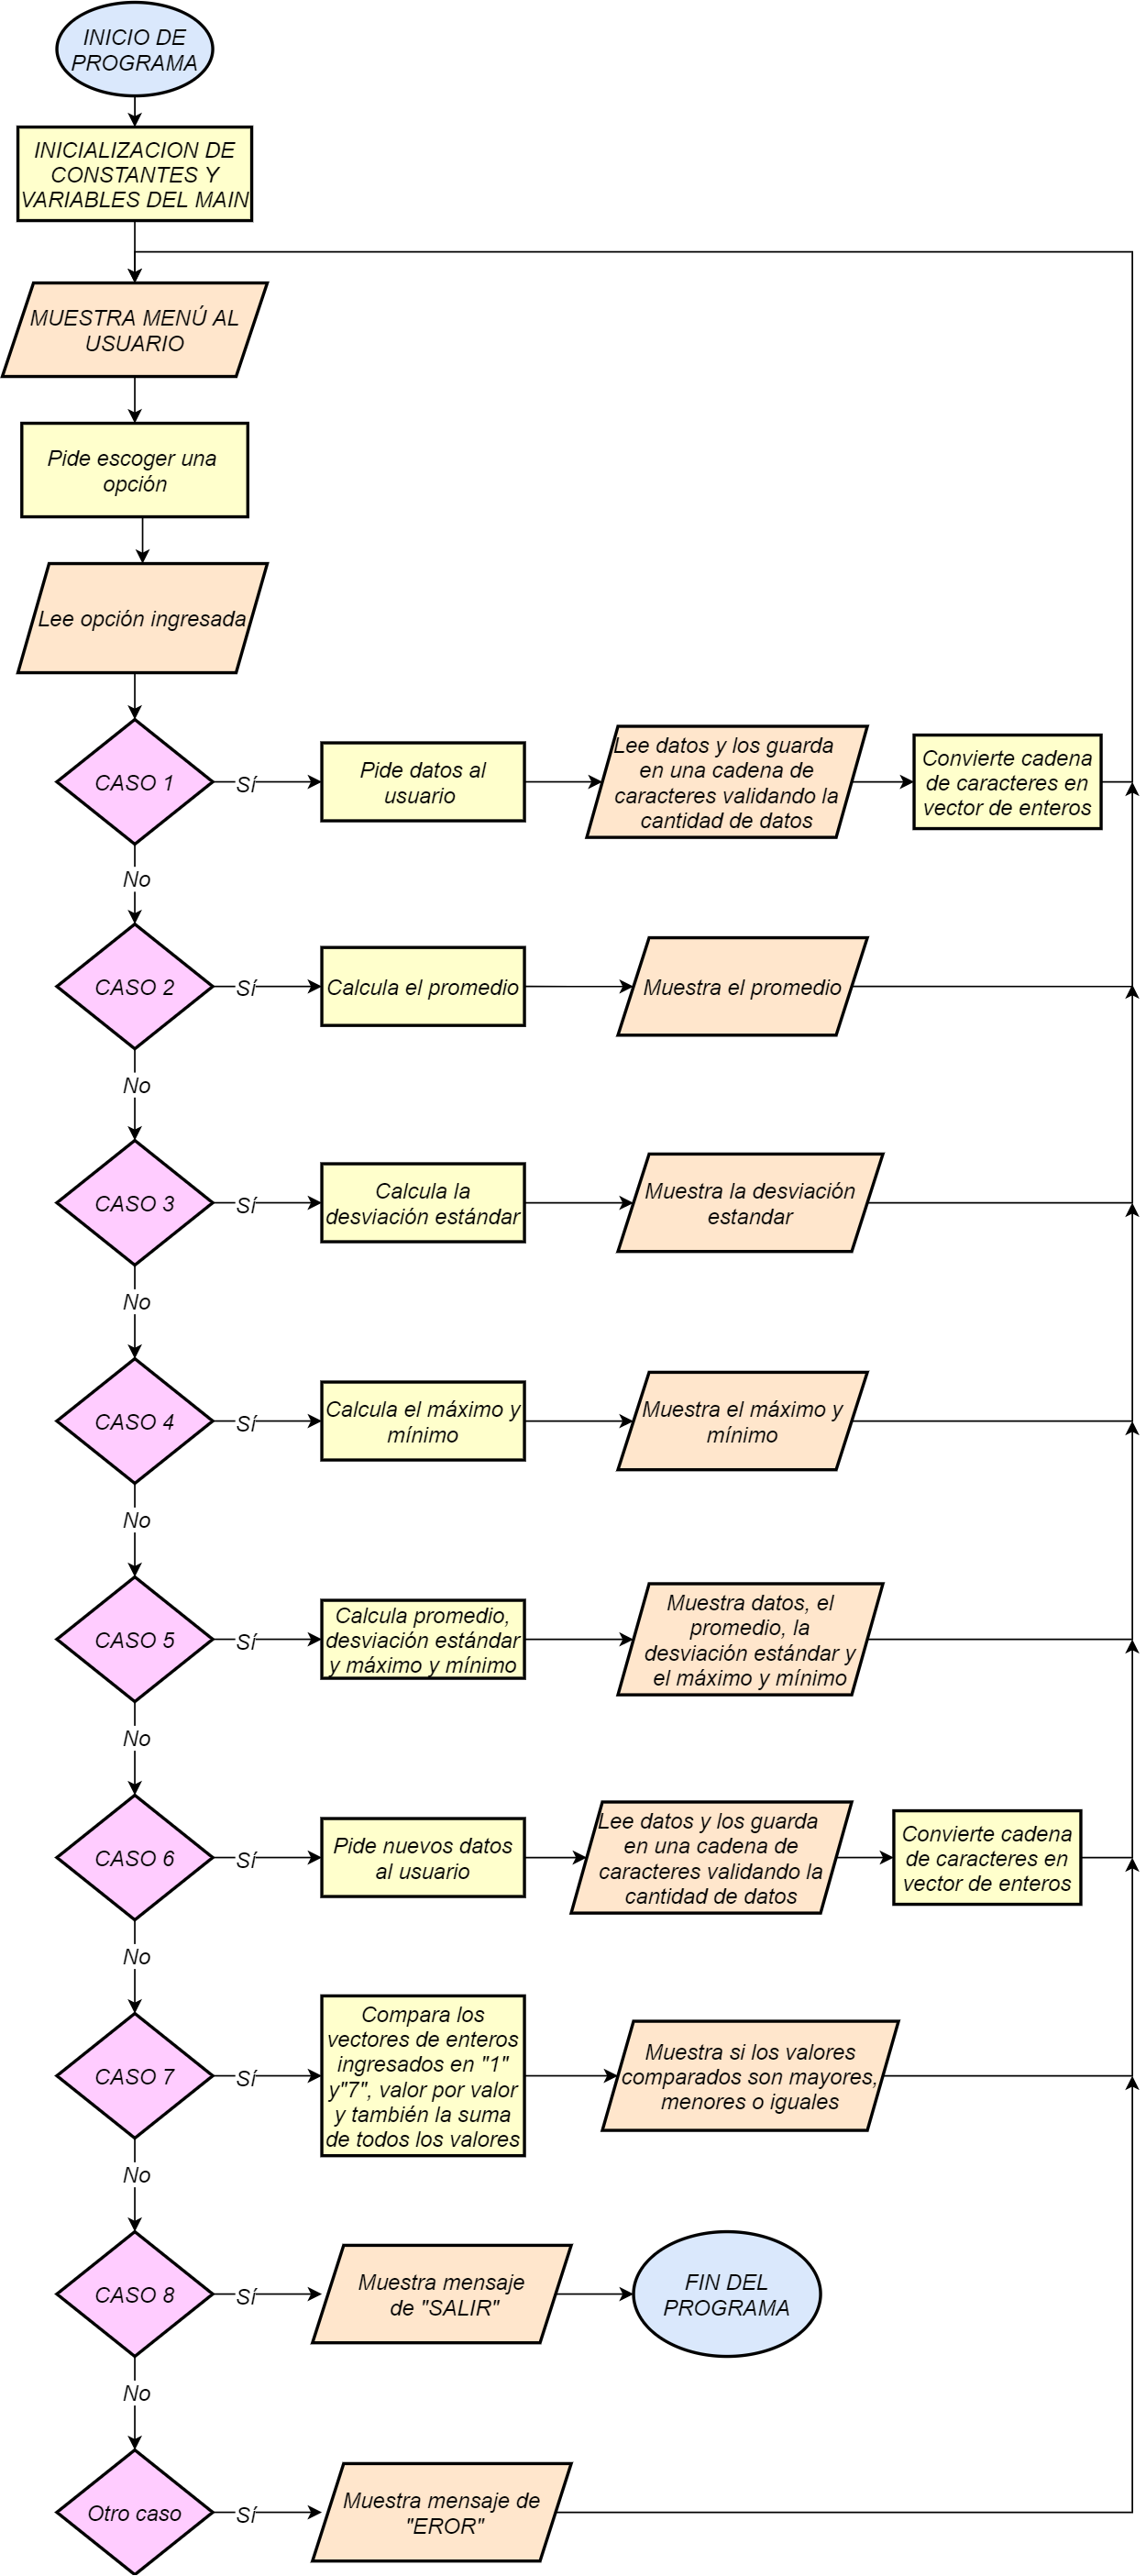 INICIO DE
PROGRAMA
INICIALIZACION DE
CONSTANTES Y
VARIABLES DEL MAIN
MUESTRA MENÚ AL
USUARIO
Pide escoger una
opción
Lee opción ingresada
CASO 1
Sí
Pide datos al
usuario
Lee datos y los guarda
en una cadena de
caracteres validando la
cantidad de datos
Convierte cadena
de caracteres en
vector de enteros
No
CASO 2
Sí
Calcula el promedio
Muestra el promedio
No
CASO 3
Sí
Calcula la
desviación estándar
Muestra la desviación
estandar
No
CASO 4
Sí
Calcula el máximo y
mínimo
Muestra el máximo y
mínimo
No
CASO 5
Sí
Calcula promedio,
desviación estándar
y máximo y mínimo
Muestra datos, el
promedio, la
desviación estándar y
el máximo y mínimo
No
CASO 6
Sí
Pide nuevos datos
al usuario
Lee datos y los guarda
en una cadena de
caracteres validando la
cantidad de datos
Convierte cadena
de caracteres en
vector de enteros
No
CASO 7
Sí
Compara los
vectores de enteros
ingresados en "1"
y"7", valor por valor
y también la suma
de todos los valores
Muestra si los valores
comparados son mayores,
menores o iguales
No
CASO 8
Sí
Muestra mensaje
de "SALIR"
FIN DEL
PROGRAMA
No
Otro caso
Sí
Muestra mensaje de
"EROR"